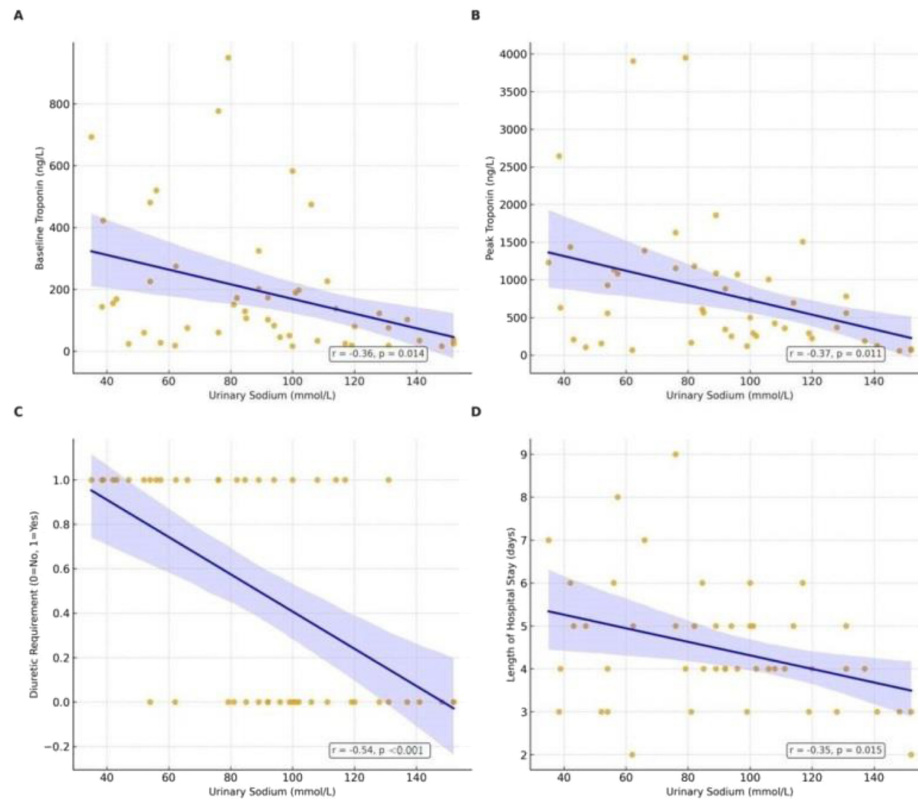 A
B
Baseline Troponin (ng/L)
800
600
400
200
0
r = -0.36, p = 0.014
40 60 80 100 120 140
Urinary Sodium (mmol/L)
Peak Troponin (ng/L)
4000
3500
3000
2500
2000
1500
1000
500
0
r = -0.37, p = 0.011
40 60 80 100 120 140
Urinary Sodium (mmol/L)
C
D
Diuretic Requirement (0=No, 1=Yes)
1.0
0.8
0.6
0.4
0.2
0.0
−0.2
r = -0.54, p <0.001
40 60 80 100 120 140
Urinary Sodium (mmol/L)
Length of Hospital Stay (days)
9
8
7
6
5
4
3
2
r = -0.35, p = 0.015
40 60 80 100 120 140
Urinary Sodium (mmol/L)